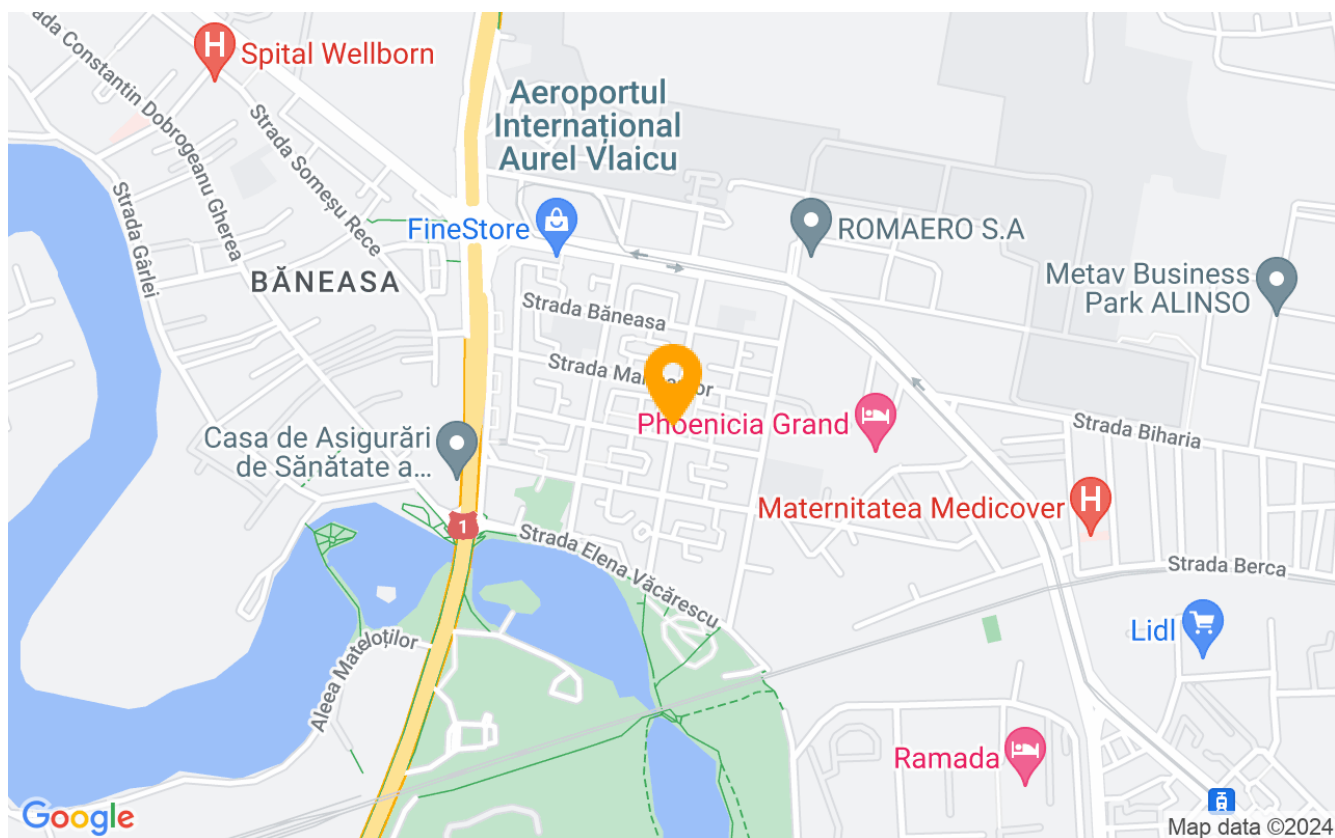 Strada Constantin Dobrogeanu Gherea
Spital Wellborn
Strada Someșu Rece
Strada Gârlei
Aeroportul
Internațional
Aurel Vlaicu
FineStore
ROMAERO S.A
BĂNEASA
Metav Business
Park ALINSO
Strada Băneasa
Phoenicia Grand
Strada Biharia
Casa de Asigurări
de Sănătate a...
Maternitatea Medicover
1
Strada Elena Văcărescu
Strada Berca
Lidl
Aleea Mateloților
Ramada
Google
Map data ©2024